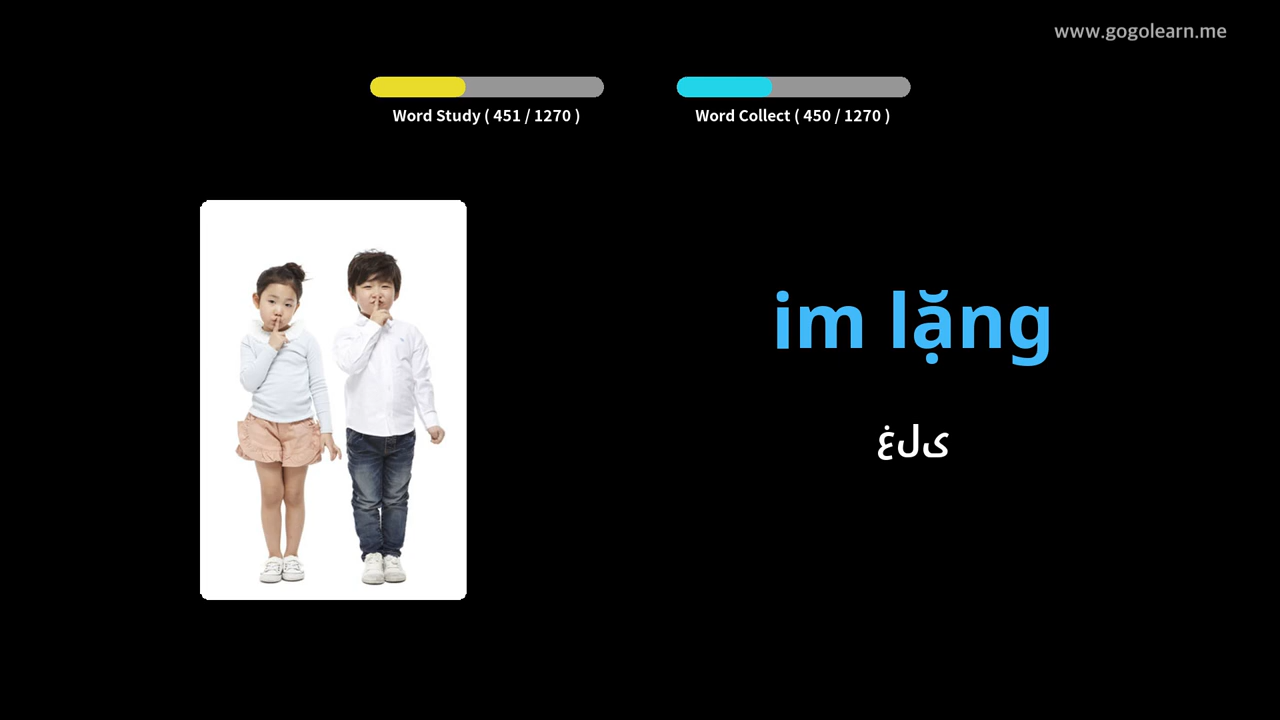 www.gogolearn.me
Word Study ( 451 / 1270 )
Word Collect ( 450 / 1270 )
im lặng
غلی